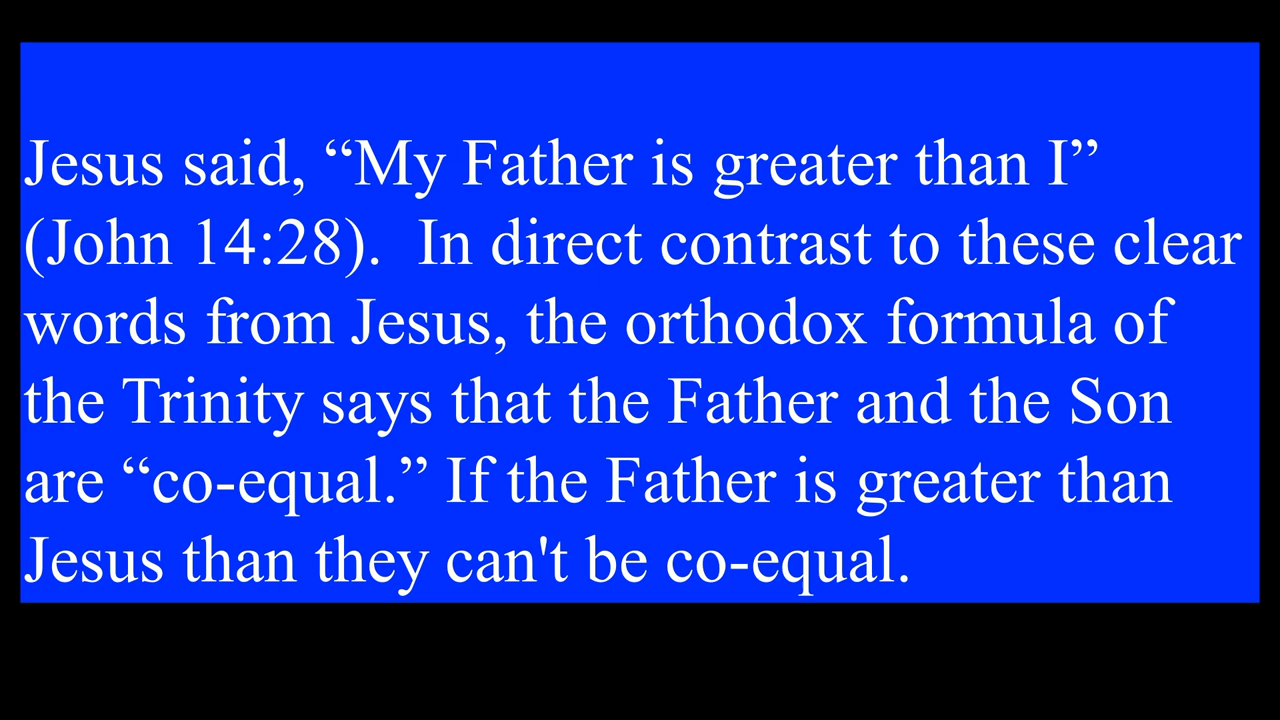 Jesus said, “My Father is greater than I”
(John 14:28).  In direct contrast to these clear
words from Jesus, the orthodox formula of
the Trinity says that the Father and the Son
are “co-equal.” If the Father is greater than
Jesus than they can't be co-equal.